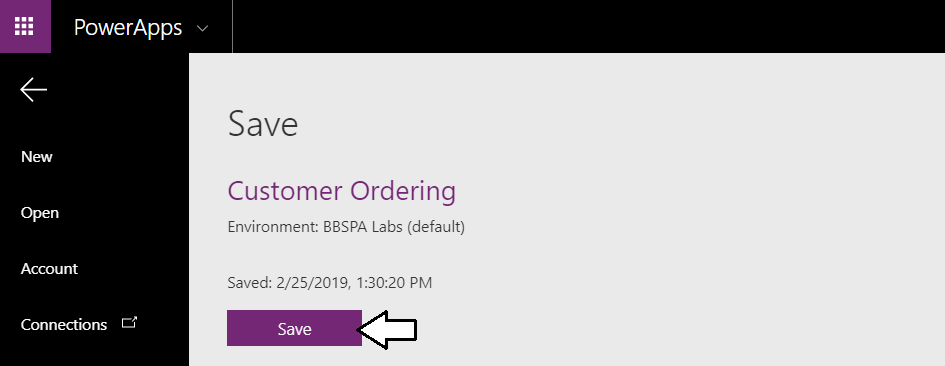 PowerApps
New
Open
Account
Connections
Save
Customer Ordering
Environment: BBSPA Labs (default)
Saved: 2/25/2019, 1:30:20 PM
Save